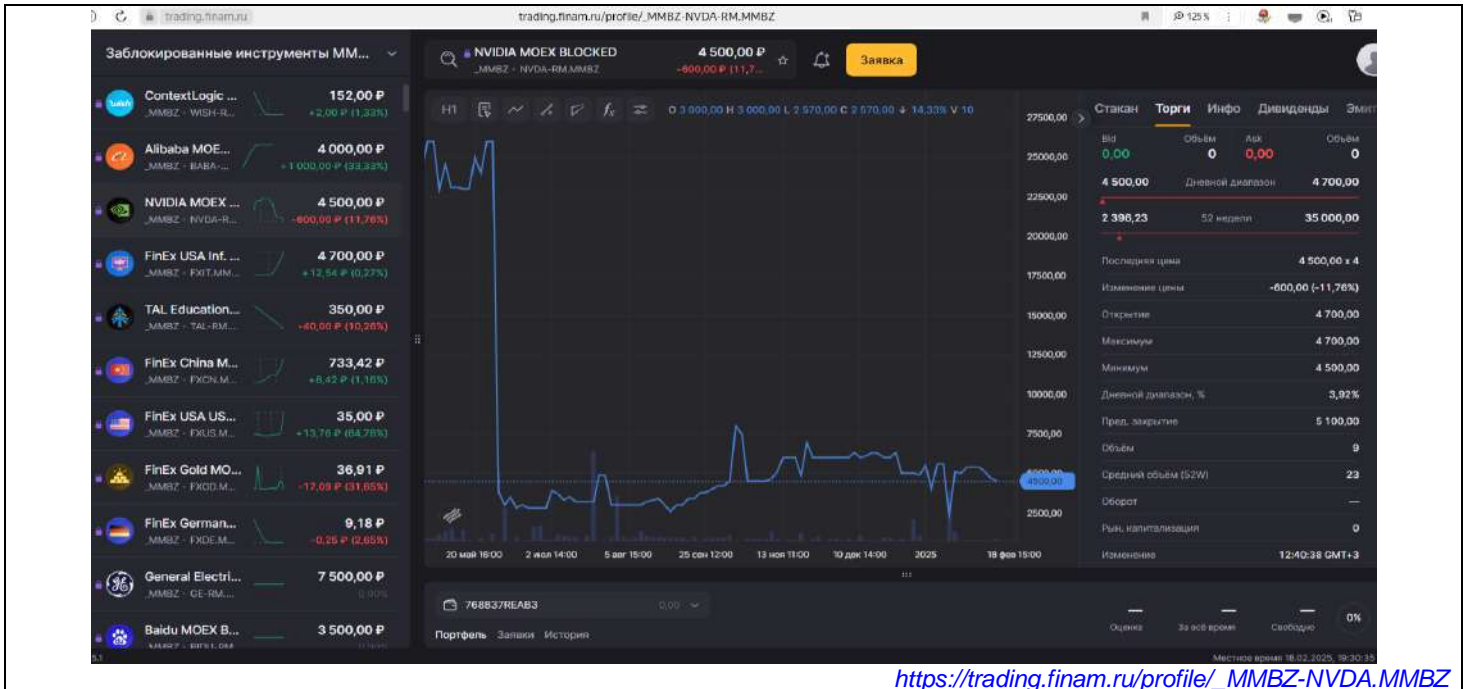 trading.finam.ru
trading.finam.ru/profile/_MMBZ-NVDA-RM.MMBZ
125 %
Заблокированные инструменты ММ...
ContextLogic ...
152,00 ₽
_MMBZ · WISH-R...
+2,00 ₽ (1,33%)
Alibaba MOE...
4 000,00 ₽
_MMBZ · BABA-...
+1 000,00 ₽ (33,33%)
NVIDIA MOEX ...
4 500,00 ₽
_MMBZ · NVDA-R...
-600,00 ₽ (11,76%)
FinEx USA Inf. ...
4 700,00 ₽
_MMBZ · FXIT.MM...
+12,54 ₽ (0,27%)
TAL Education...
350,00 ₽
_MMBZ · TAL-RM...
-40,00 ₽ (10,26%)
FinEx China M...
733,42 ₽
_MMBZ · FXCN.M...
+8,42 ₽ (1,16%)
FinEx USA US...
35,00 ₽
_MMBZ · FXUS.M...
+13,76 ₽ (64,78%)
FinEx Gold MO...
36,91 ₽
-17,09 ₽ (31,65%)
FinEx German...
9,18 ₽
_MMBZ · FXDE.M...
-0,25 ₽ (2,65%)
General Electri...
7 500,00 ₽
_MMBZ · GE-RM....
0,00%
Baidu MOEX B...
3 500,00 ₽
NVIDIA MOEX BLOCKED
4 500,00 ₽
_MMBZ · NVDA-RM.MMBZ
-600,00 ₽ (11,7...
Заявка
H1
O 3 000,00 H 3 000,00 L 2 570,00 C 2 570,00 ↓ 14,33% V 10
27500,00
25000,00
22500,00
20000,00
17500,00
15000,00
12500,00
10000,00
7500,00
4500,00
2500,00
20 май 16:00 2 июл 14:00 5 авг 15:00 25 сен 12:00 13 ноя 11:00 10 дек 14:00 2025 18 фев 15:00
Стакан Торги Инфо Дивиденды Эмит
Bid Объём Ask Объём
0,00 0 0,00 0
4 500,00 Дневной диапазон 4 700,00
2 396,23 52 недели 35 000,00
Последняя цена 4 500,00 x 4
Изменение цены -600,00 (-11,76%)
Открытие 4 700,00
Максимум 4 700,00
Минимум 4 500,00
Дневной диапазон, % 3,92%
Пред. закрытие 5 100,00
Объём 9
Средний объём (52W) 23
Оборот —
Рын. капитализация 0
Изменение 12:40:38 GMT+3
768837REAB3 0,00
Портфель Заявки История
— — — 0%
Оценка За всё время Свободно
Местное время 18.02.2025, 19:30:35
https://trading.finam.ru/profile/_MMBZ-NVDA.MMBZ